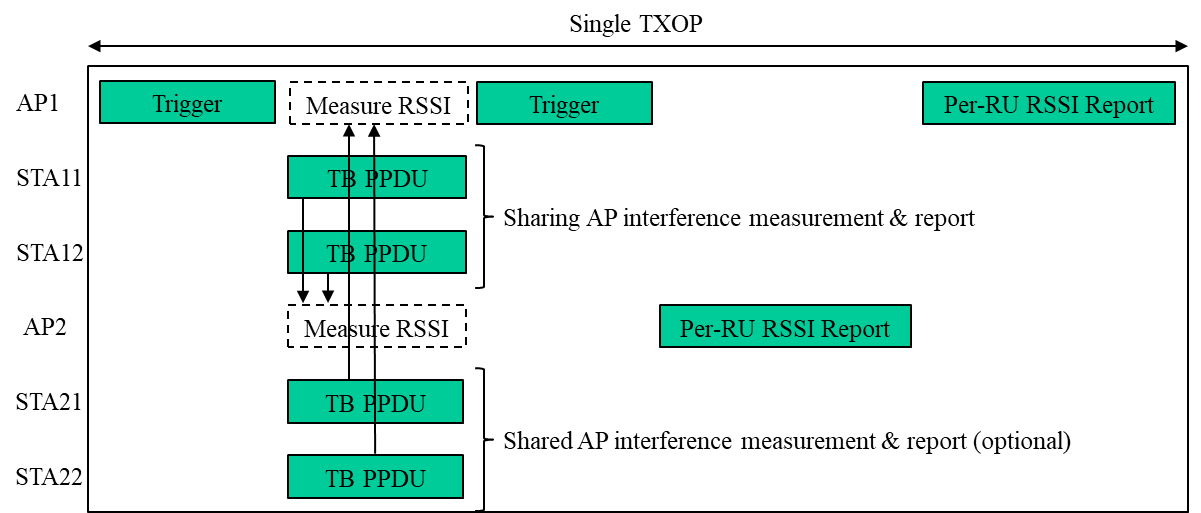 Single TXOP
AP1
Trigger
Measure RSSI
Trigger
Per-RU RSSI Report
STA11
TB PPDU
Sharing AP interference measurement & report
STA12
TB PPDU
AP2
Measure RSSI
Per-RU RSSI Report
STA21
TB PPDU
Shared AP interference measurement & report (optional)
STA22
TB PPDU